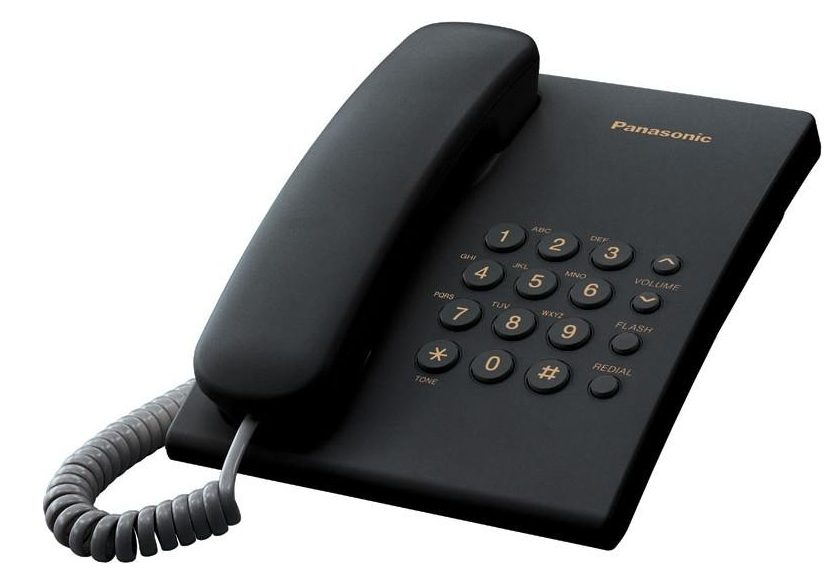 Panasonic
ABC DEF
1 2 3
GHI JKL MNO
4 5 6
VOLUME
PQRS TUV WXYZ
7 8 9
FLASH
* 0 #
REDIAL
TONE